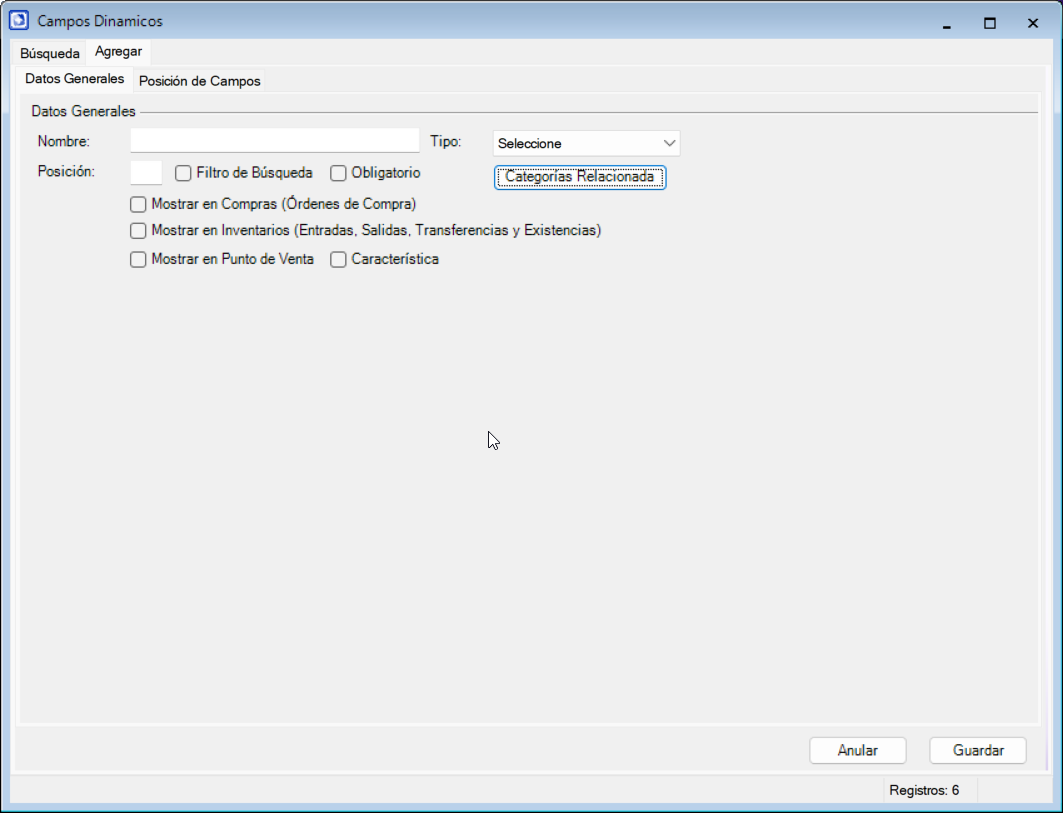 Campos Dinamicos
Búsqueda Agregar
Datos Generales Posición de Campos
Datos Generales
Nombre: Tipo: Seleccione
Posición: Filtro de Búsqueda Obligatorio Categorías Relacionada
Mostrar en Compras (Órdenes de Compra)
Mostrar en Inventarios (Entradas, Salidas, Transferencias y Existencias)
Mostrar en Punto de Venta Característica
Anular Guardar
Registros: 6